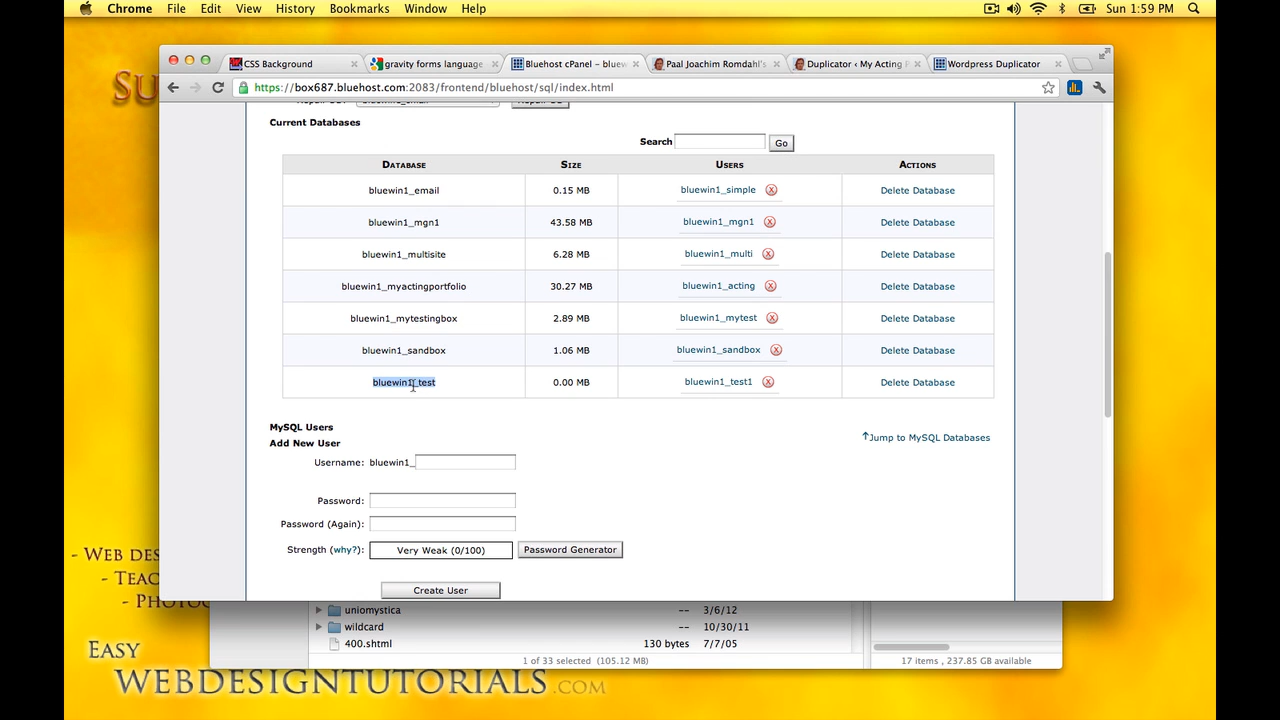 Chrome File Edit View History Bookmarks Window Help Sun 1:59 PM
CSS Background gravity forms language Bluehost cPanel - bluew Paal Joachim Romdahl's Duplicator ‹ My Acting Wordpress Duplicator
https://box687.bluehost.com:2083/frontend/bluehost/sql/index.html
Current Databases
Search Go
DATABASE SIZE USERS ACTIONS
bluewin1_email 0.15 MB bluewin1_simple Delete Database
bluewin1_mgn1 43.58 MB bluewin1_mgn1 Delete Database
bluewin1_multisite 6.28 MB bluewin1_multi Delete Database
bluewin1_myactingportfolio 30.27 MB bluewin1_acting Delete Database
bluewin1_mytestingbox 2.89 MB bluewin1_mytest Delete Database
bluewin1_sandbox 1.06 MB bluewin1_sandbox Delete Database
bluewin1_test 0.00 MB bluewin1_test1 Delete Database
MySQL Users
Add New User
Jump to MySQL Databases
Username: bluewin1_
Password:
Password (Again):
Strength (why?): Very Weak (0/100) Password Generator
Create User
- WEB DES
- TEAC
- PHOTOG
uniomystica -- 3/6/12
wildcard -- 10/30/11
400.shtml 130 bytes 7/7/05
1 of 33 selected (105.12 MB) 17 items , 237.85 GB available
EASY
WEBDESIGNTUTORIALS.COM